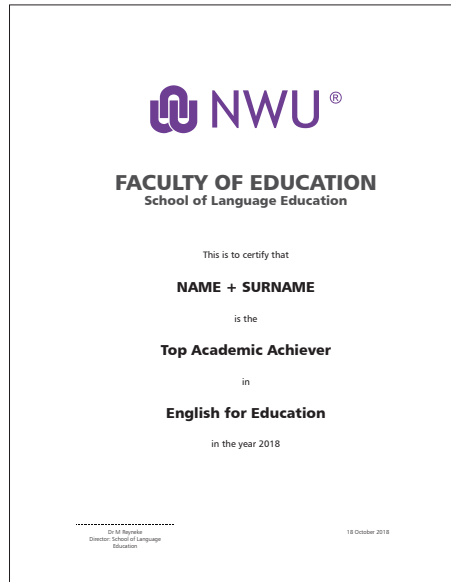 NWU ®
FACULTY OF EDUCATION
School of Language Education
This is to certify that
NAME + SURNAME
is the
Top Academic Achiever
in
English for Education
in the year 2018
Dr M Reyneke
Director: School of Language
Education
18 October 2018